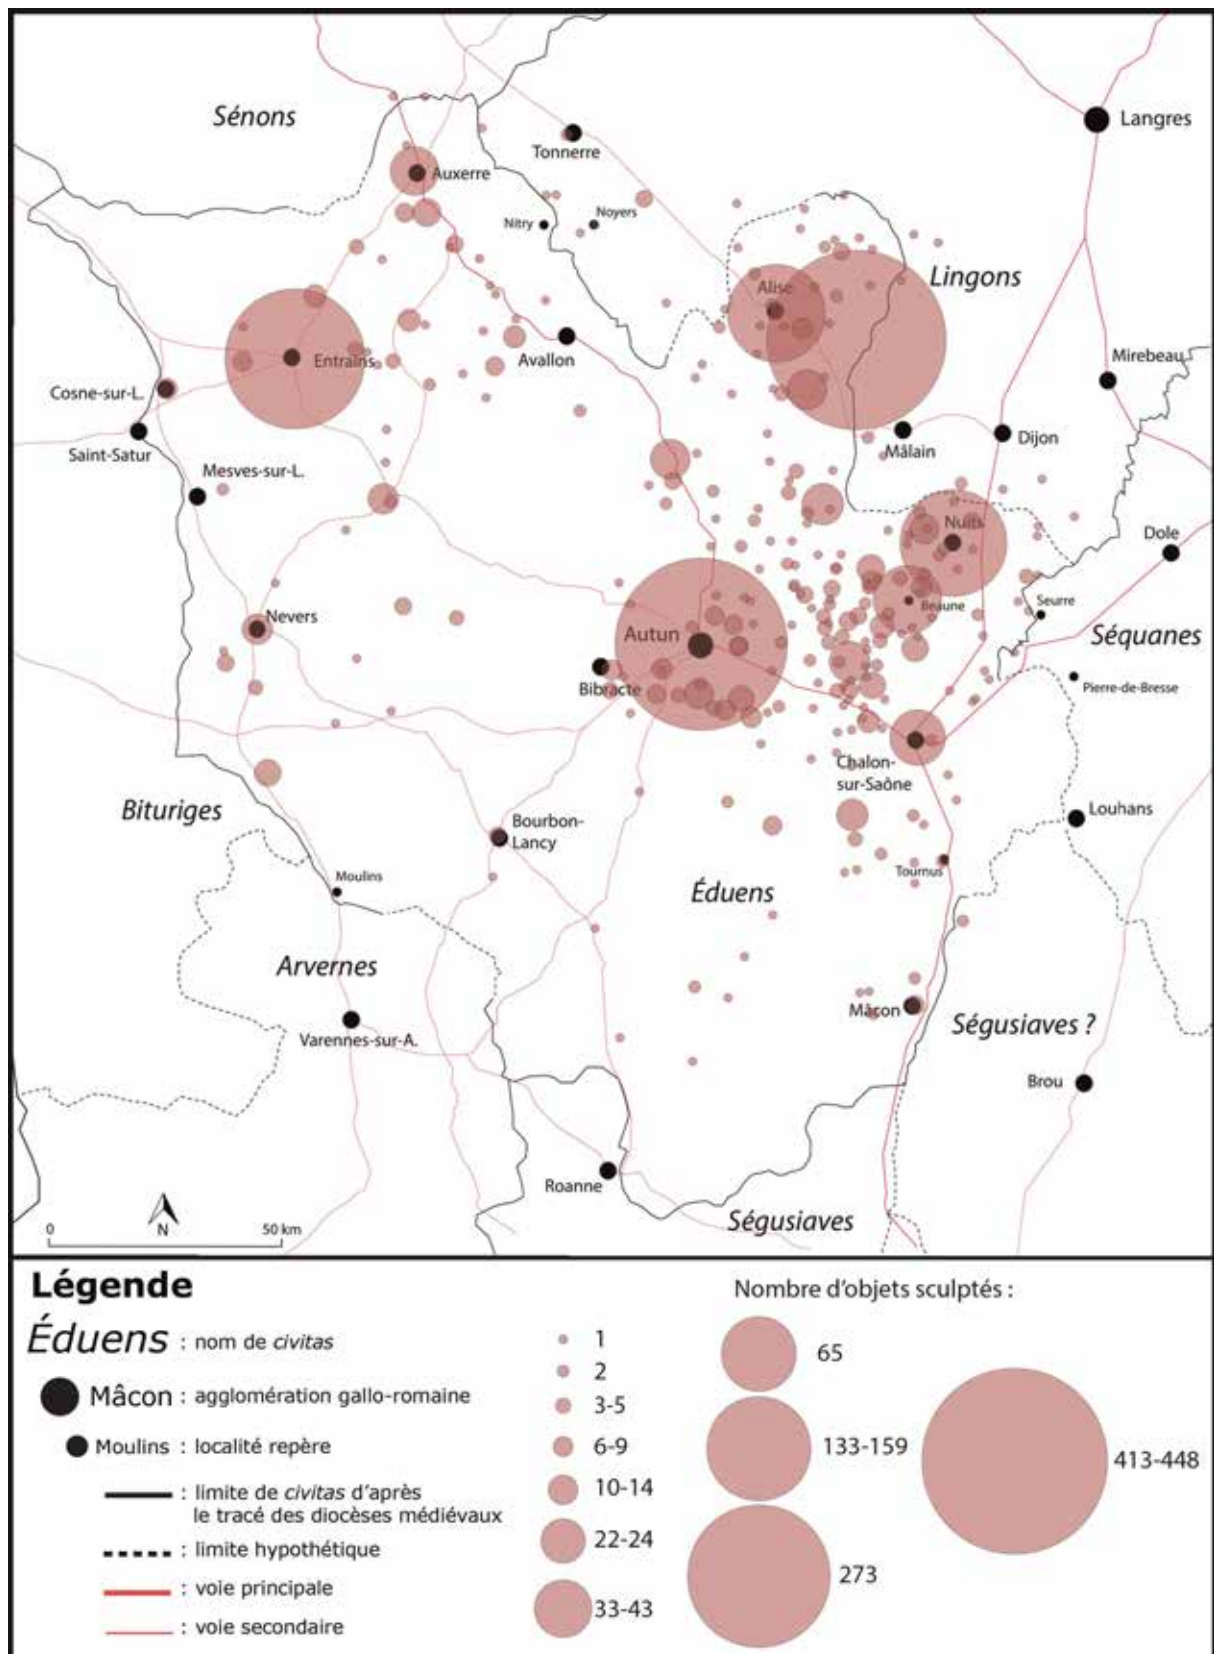 Sénons
Langres
Tonnerre
Auxerre
Nitry
Noyers
Lingons
Alise
Entrains
Avallon
Mirebeau
Cosne-sur-L.
Saint-Satur
Mâlain
Dijon
Mesves-sur-L.
Nuits
Dole
Beaune
Seurre
Nevers
Autun
Séquanes
Bibracte
Pierre-de-Bresse
Chalon-
sur-Saône
Bituriges
Louhans
Bourbon-
Lancy
Moulins
Tournus
Éduens
Arvernes
Mâcon
Ségusiaves ?
Varennes-sur-A.
Brou
Roanne
Ségusiaves
0
N
50 km
Légende
Éduens : nom de civitas
Mâcon : agglomération gallo-romaine
Moulins : localité repère
: limite de civitas d'après
le tracé des diocèses médiévaux
: limite hypothétique
: voie principale
: voie secondaire
Nombre d'objets sculptés :
1
2
3-5
6-9
10-14
22-24
33-43
65
133-159
273
413-448